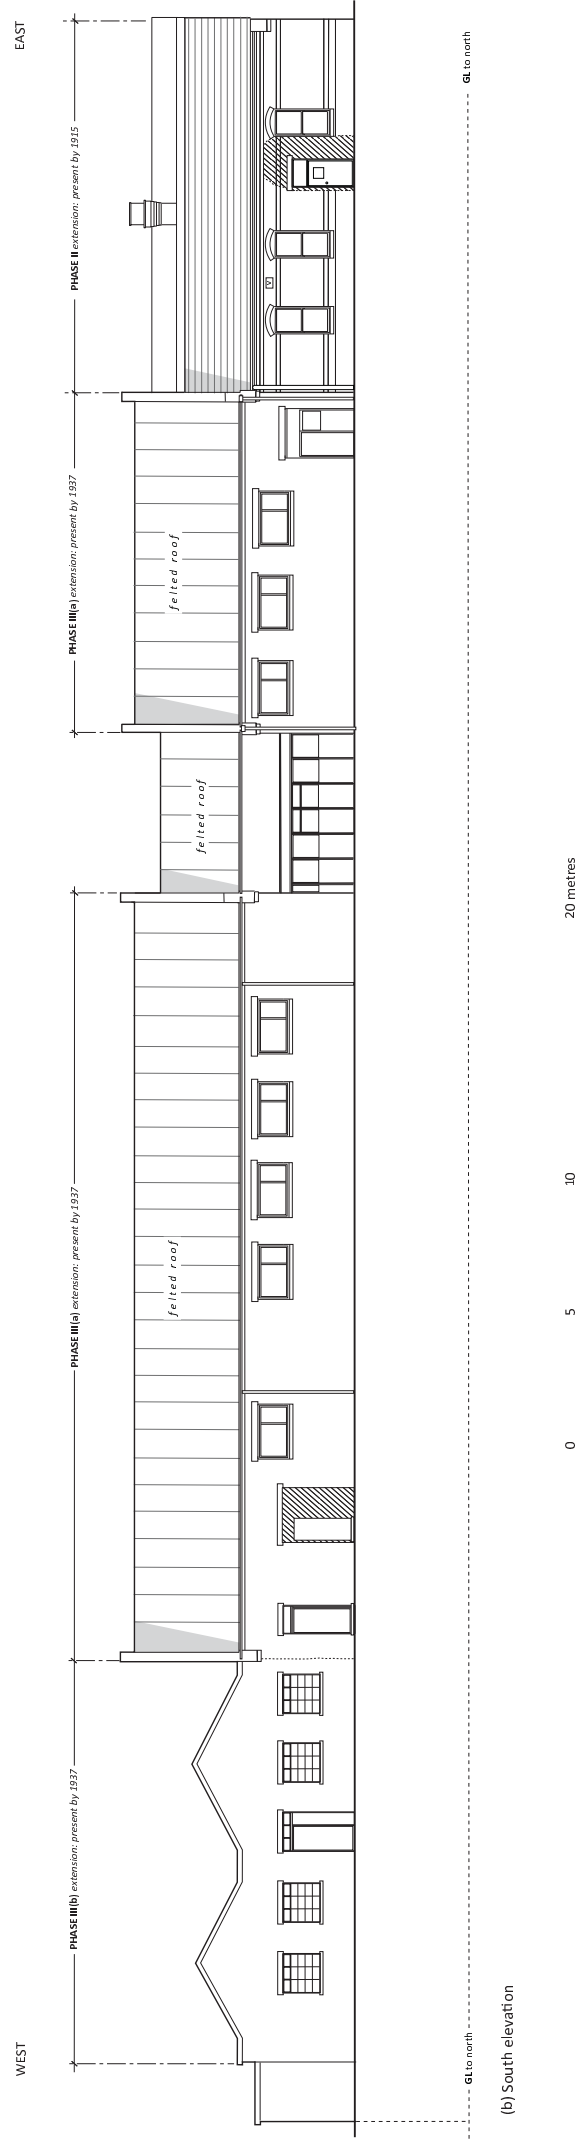 WEST
EAST
PHASE III(b) extension: present by 1937
PHASE III(a) extension: present by 1937
PHASE III(a) extension: present by 1937
PHASE II extension: present by 1915
felted roof
felted roof
felted roof
V
GL to north
GL to north
(b) South elevation
0
5
10
20 metres